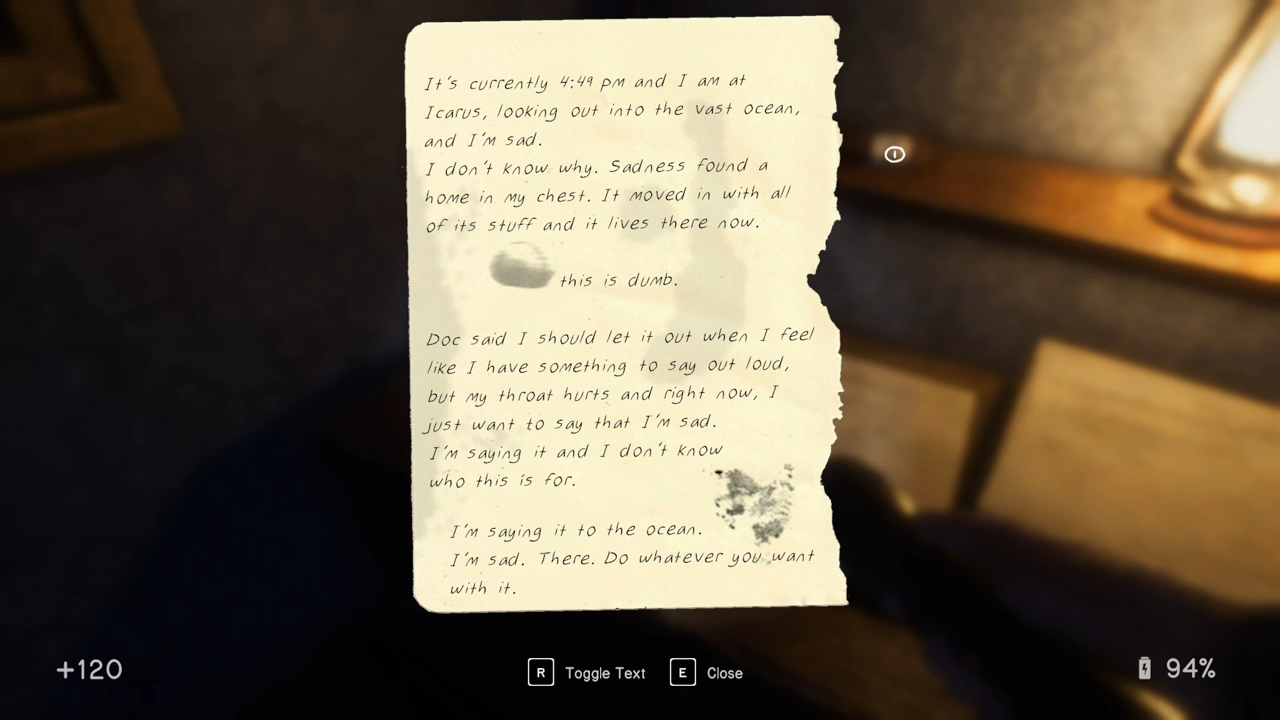 It's currently 4:49 pm and I am at
Icarus, looking out into the vast ocean,
and I'm sad.
I don't know why. Sadness found a
home in my chest. It moved in with all
of its stuff and it lives there now.
this is dumb.
Doc said I should let it out when I feel
like I have something to say out loud,
but my throat hurts and right now, I
just want to say that I'm sad.
I'm saying it and I don't know
who this is for.
I'm saying it to the ocean.
I'm sad. There. Do whatever you want
with it.
+120
R Toggle Text E Close
94%